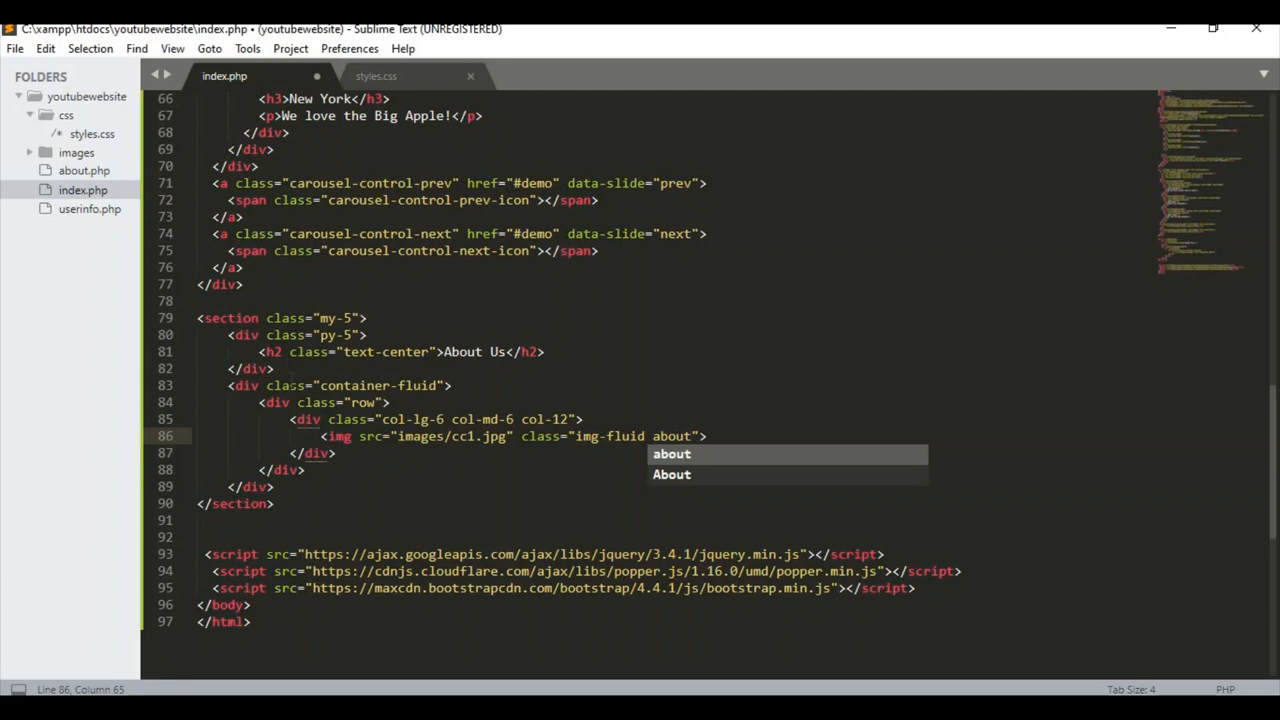 C:\xampp\htdocs\youtubewebsite\index.php • (youtubewebsite) - Sublime Text (UNREGISTERED)
File Edit Selection Find View Goto Tools Project Preferences Help
FOLDERS
youtubewebsite
css
/* styles.css
images
about.php
index.php
userinfo.php
index.php
styles.css
66 <h3>New York</h3>
67 <p>We love the Big Apple!</p>
68 </div>
69 </div>
70 </div>
71 <a class="carousel-control-prev" href="#demo" data-slide="prev">
72 <span class="carousel-control-prev-icon"></span>
73 </a>
74 <a class="carousel-control-next" href="#demo" data-slide="next">
75 <span class="carousel-control-next-icon"></span>
76 </a>
77 </div>
78
79 <section class="my-5">
80 <div class="py-5">
81 <h2 class="text-center">About Us</h2>
82 </div>
83 <div class="container-fluid">
84 <div class="row">
85 <div class="col-lg-6 col-md-6 col-12">
86 <img src="images/cc1.jpg" class="img-fluid about">
about
About
87 </div>
88 </div>
89 </div>
90 </section>
91
92
93 <script src="https://ajax.googleapis.com/ajax/libs/jquery/3.4.1/jquery.min.js"></script>
94 <script src="https://cdnjs.cloudflare.com/ajax/libs/popper.js/1.16.0/umd/popper.min.js"></script>
95 <script src="https://maxcdn.bootstrapcdn.com/bootstrap/4.4.1/js/bootstrap.min.js"></script>
96 </body>
97 </html>
Line 86, Column 65
Tab Size: 4
PHP